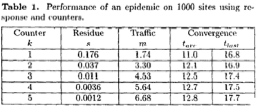 Table 1. Performance of an epidemic on 1000 sites using re-
sponse and counters.
Counter Residue Traffic Convergence
k s m t_ave t_last
1 0.176 1.74 11.0 16.8
2 0.037 3.30 12.1 16.9
3 0.011 4.53 12.5 17.4
4 0.0036 5.64 12.7 17.5
5 0.0012 6.68 12.8 17.7